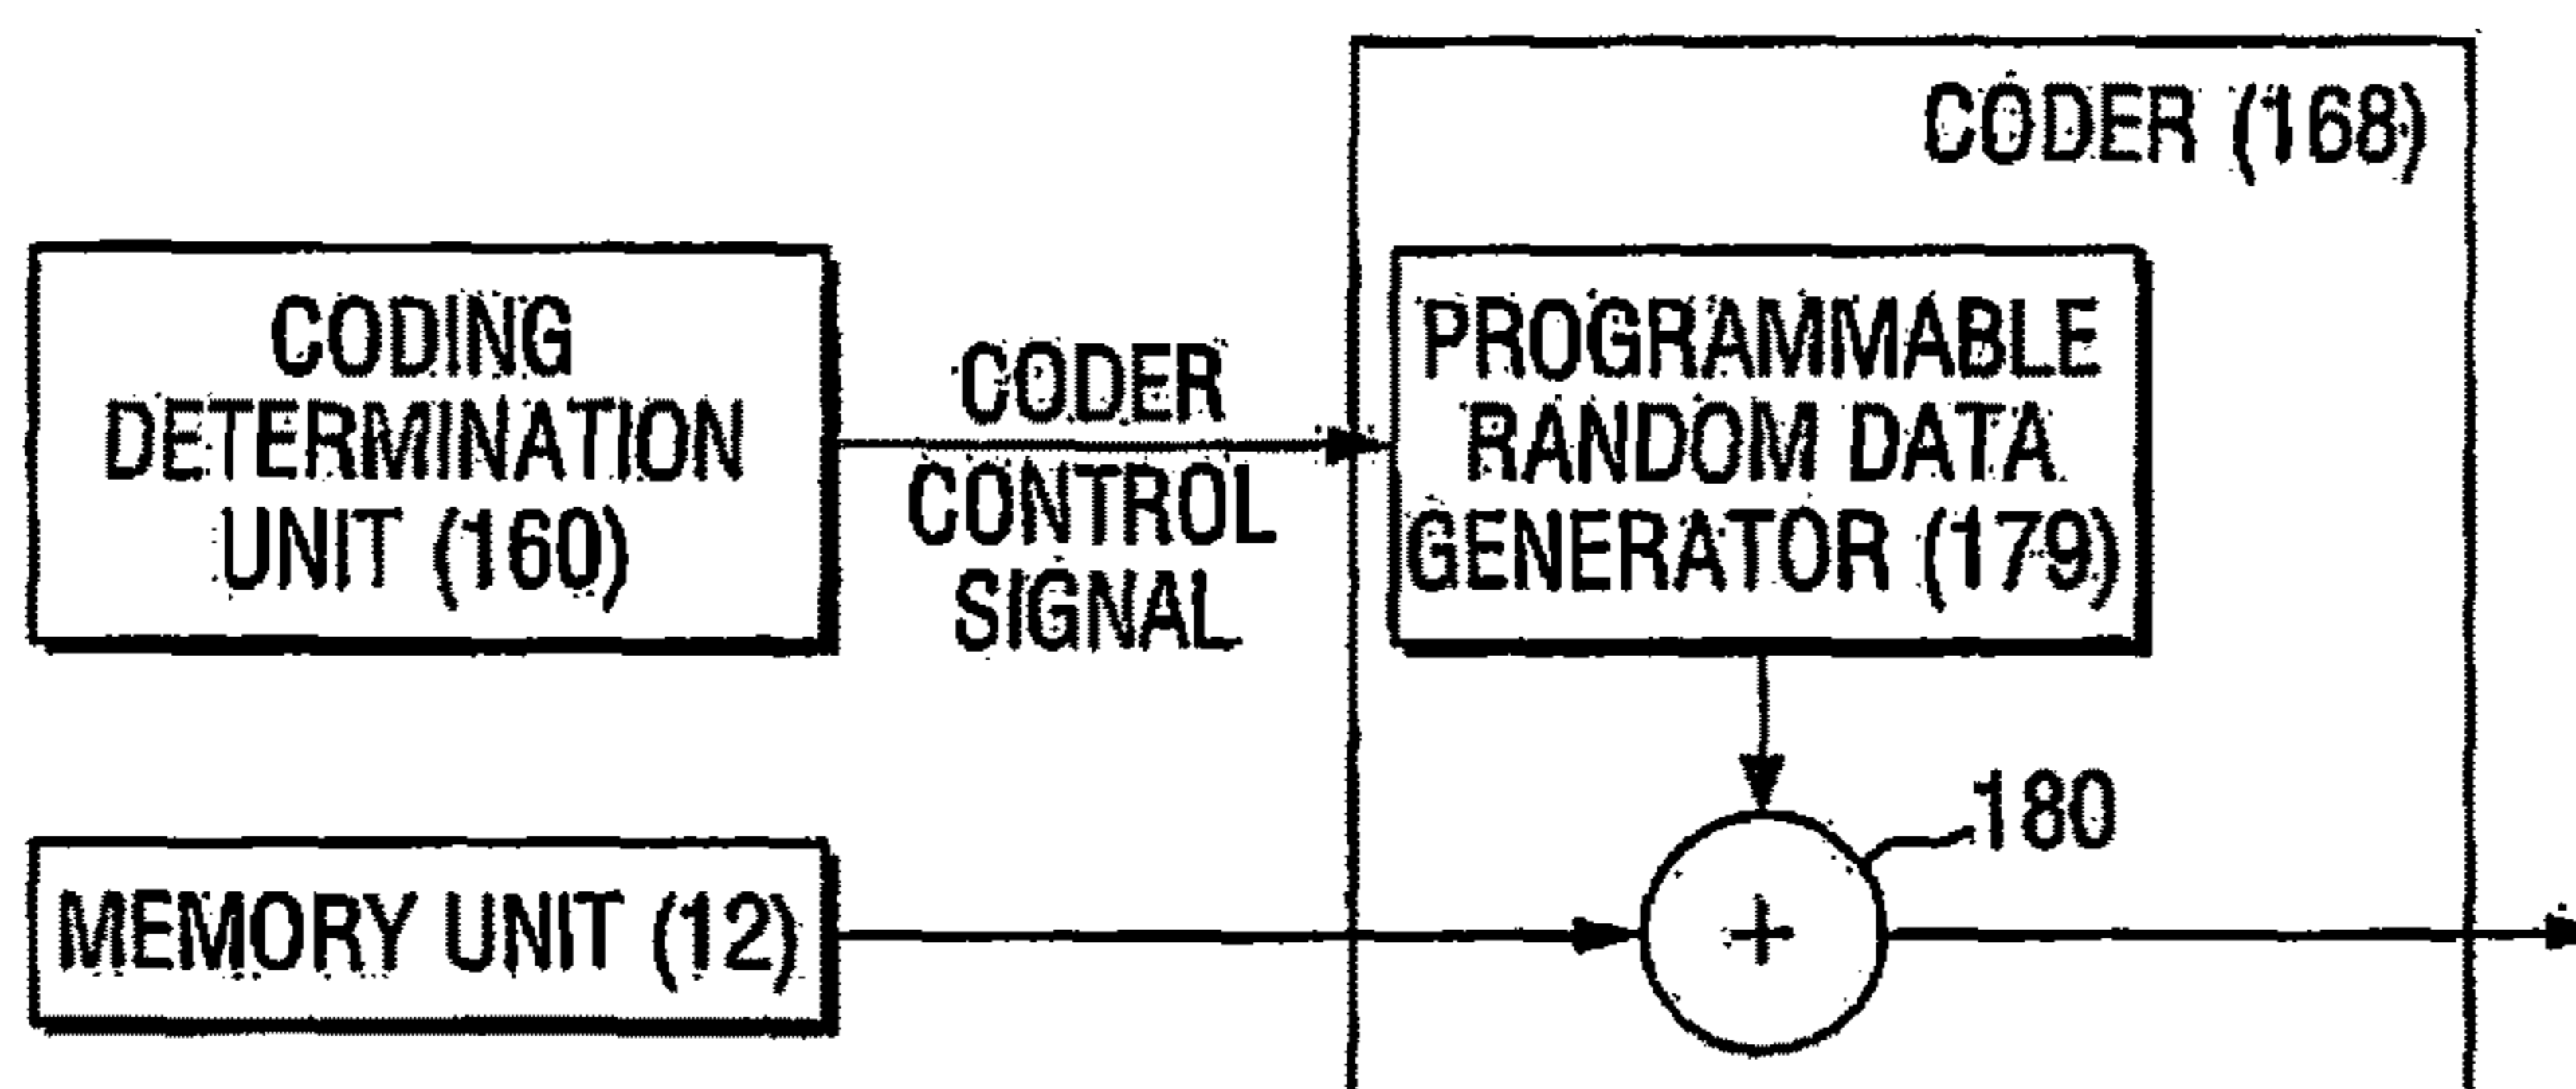 CODER (168)
CODING
DETERMINATION
UNIT (160)
CODER
CONTROL
SIGNAL
PROGRAMMABLE
RANDOM DATA
GENERATOR (179)
180
MEMORY UNIT (12)
+